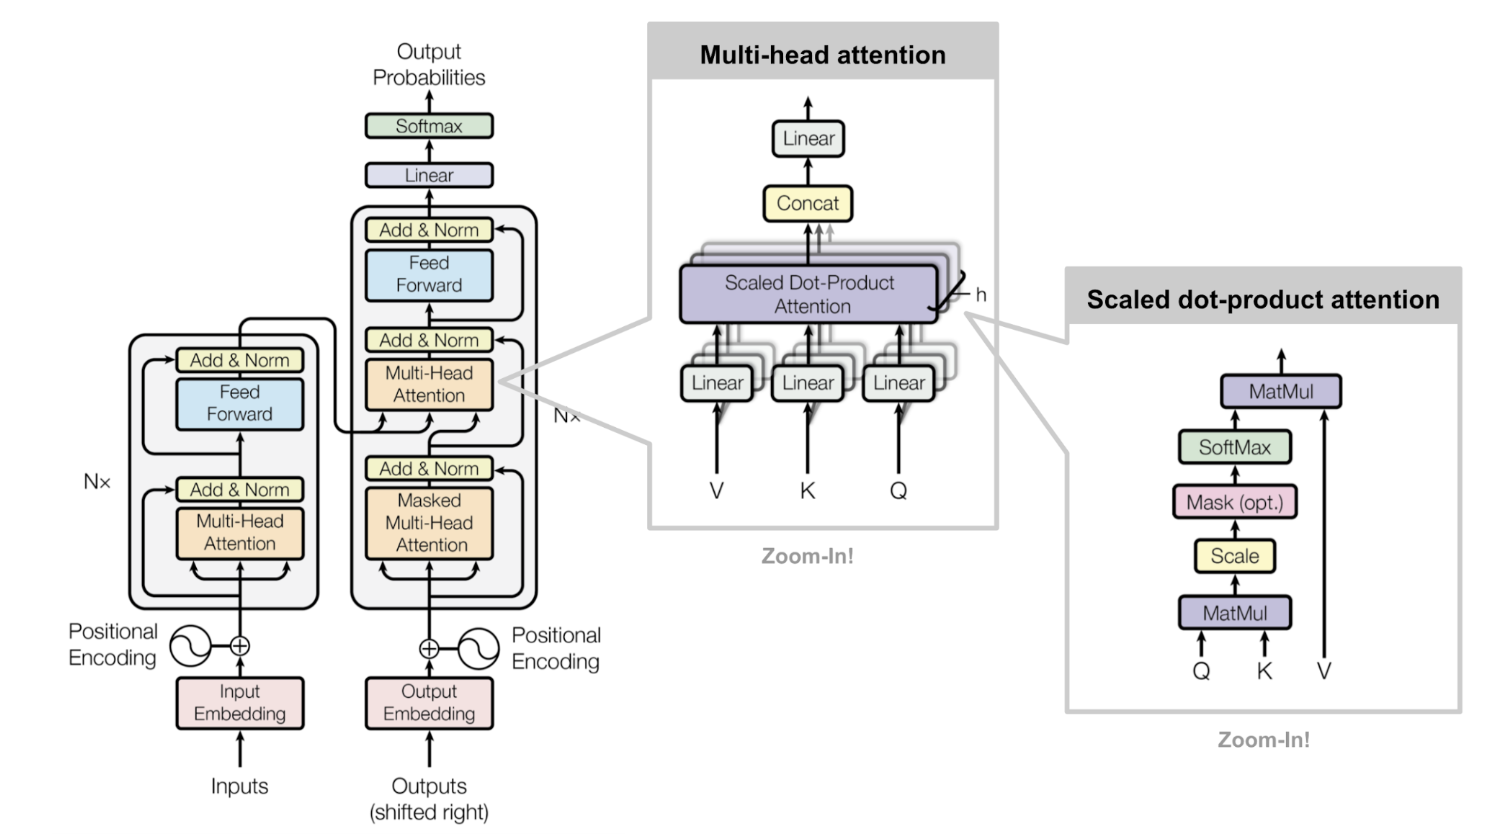 Output
Probabilities
Softmax
Linear
Add & Norm
Feed
Forward
Add & Norm
Multi-Head
Attention
N×
Add & Norm
Masked
Multi-Head
Attention
Positional
Encoding
Output
Embedding
Outputs
(shifted right)
Add & Norm
Feed
Forward
N×
Add & Norm
Multi-Head
Attention
Positional
Encoding
Input
Embedding
Inputs
Multi-head attention
Linear
Concat
Scaled Dot-Product
Attention
h
Linear
Linear
Linear
V
K
Q
Zoom-In!
Scaled dot-product attention
MatMul
SoftMax
Mask (opt.)
Scale
MatMul
Q
K
V
Zoom-In!